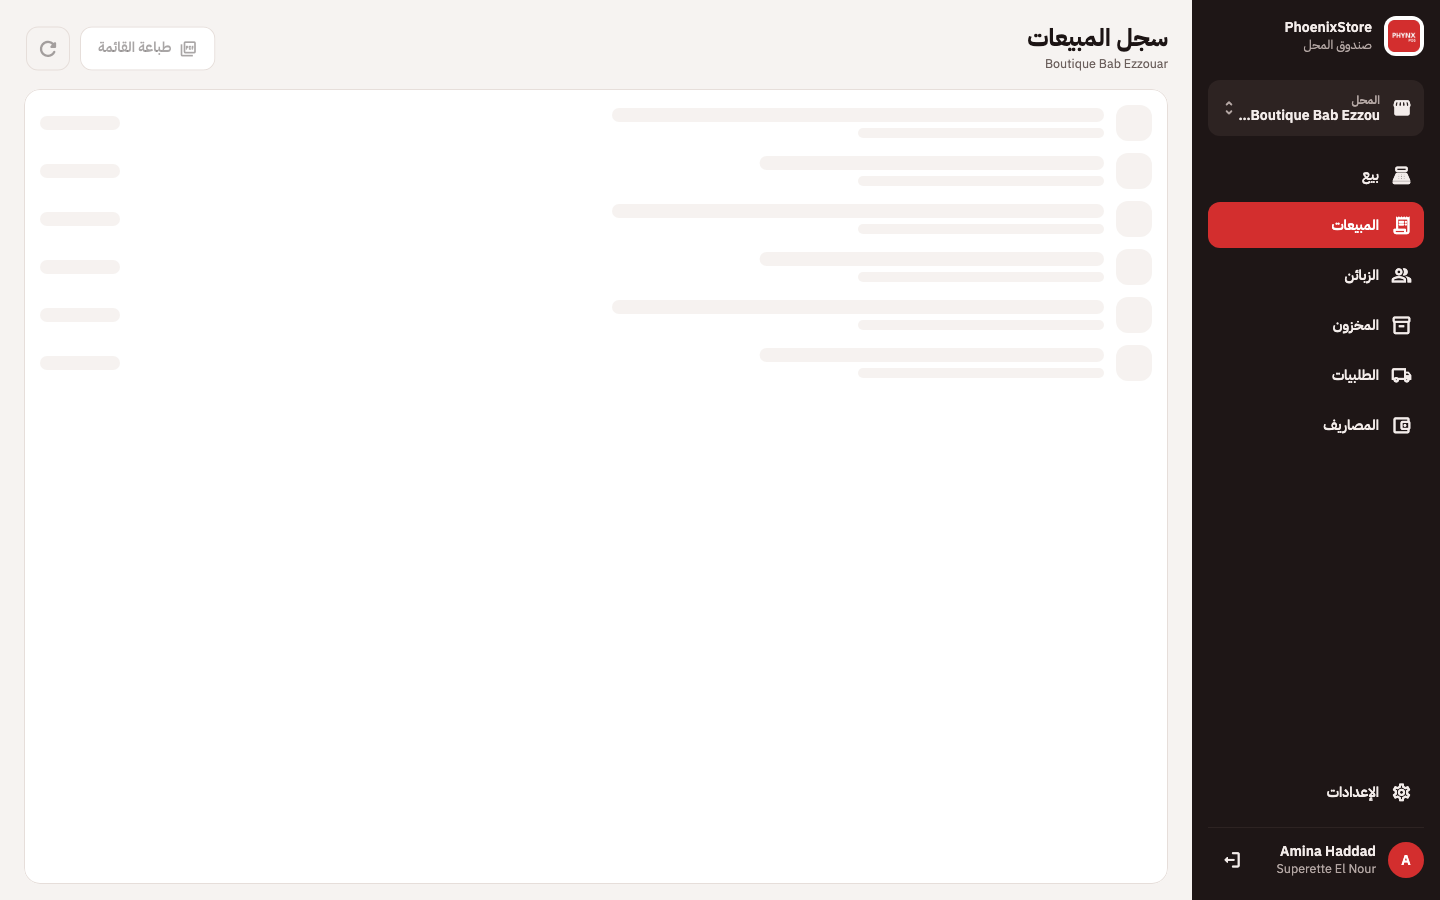 PhoenixStore
صندوق المحل
PHYNX
المحل
Boutique Bab Ezzou...
بيع
المبيعات
الزبائن
المخزون
الطلبيات
المصاريف
الإعدادات
Amina Haddad
Superette El Nour
A
سجل المبيعات
Boutique Bab Ezzouar
طباعة القائمة